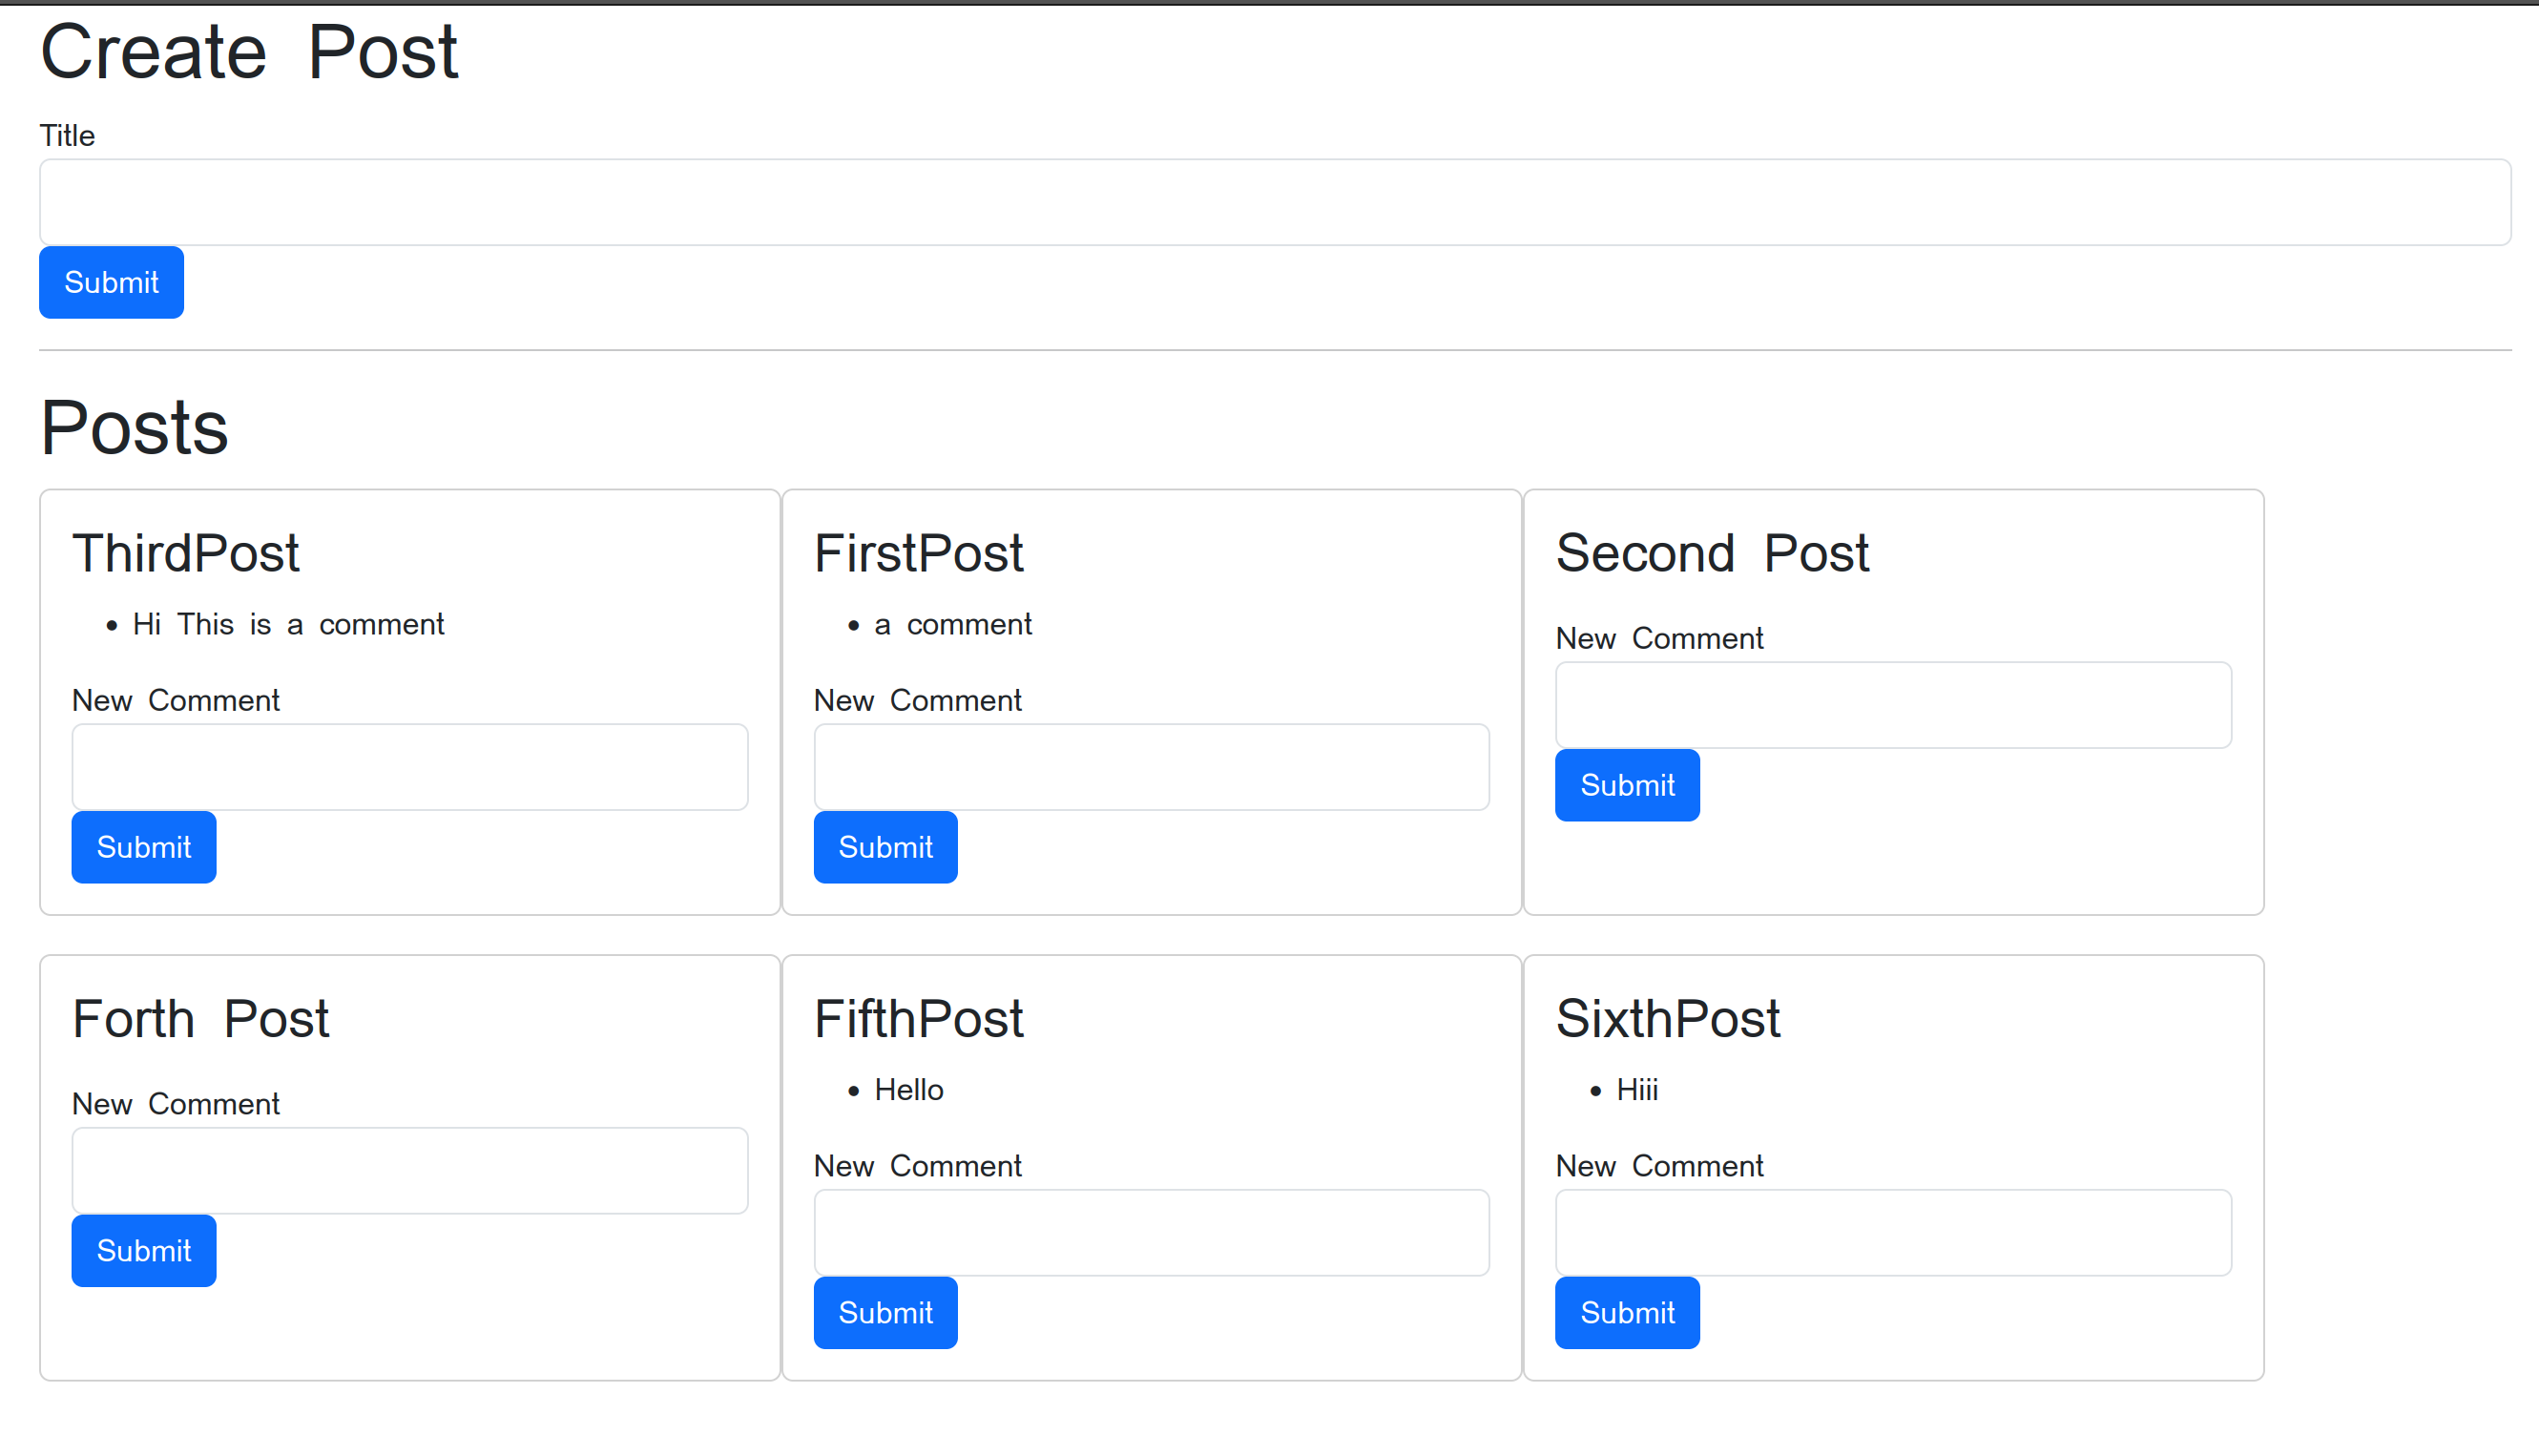 Create Post
Title
Submit
Posts
ThirdPost
• Hi This is a comment
New Comment
Submit
FirstPost
• a comment
New Comment
Submit
Second Post
New Comment
Submit
Forth Post
New Comment
Submit
FifthPost
• Hello
New Comment
Submit
SixthPost
• Hiii
New Comment
Submit